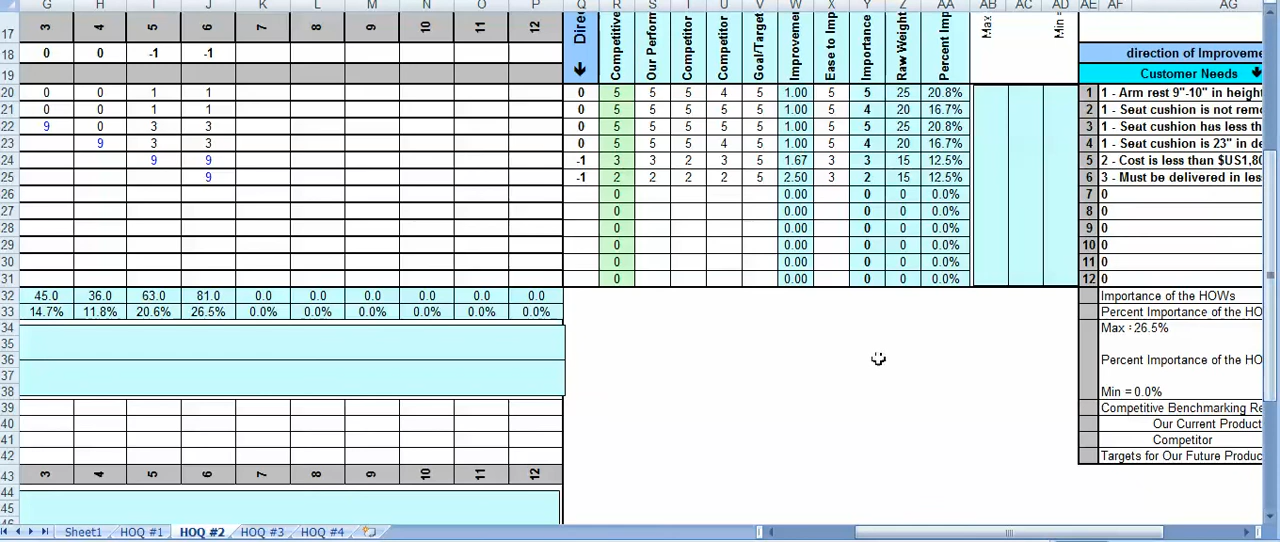 G H I J K L M N O P Q R S T U V W X Y Z AA AB AC AD AE AF AG
17 3 4 5 6 7 8 9 10 11 12 Competitive Our Perform Competitor Competitor Goal/Target Improvement Ease to Im Importance Raw Weight Percent Imp Max Min =
18 0 0 -1 -1 direction of Improveme
19 Customer Needs
20 0 0 1 1 0 5 5 5 4 5 1.00 5 5 25 20.8% 1 1 - Arm rest 9"-10" in height
21 0 0 1 1 0 5 5 5 5 5 1.00 5 4 20 16.7% 2 1 - Seat cushion is not rem
22 9 0 3 3 0 5 5 5 5 5 1.00 5 5 25 20.8% 3 1 - Seat cushion has less th
23 9 3 3 0 5 5 5 4 5 1.00 5 4 20 16.7% 4 1 - Seat cushion is 23" in de
24 9 9 -1 3 3 2 3 5 1.67 3 3 15 12.5% 5 2 - Cost is less than $US1,80
25 9 -1 2 2 2 2 5 2.50 3 2 15 12.5% 6 3 - Must be delivered in les
26 0 0.00 0 0 0.0% 7 0
27 0 0.00 0 0 0.0% 8 0
28 0 0.00 0 0 0.0% 9 0
29 0 0.00 0 0 0.0% 10 0
30 0 0.00 0 0 0.0% 11 0
31 0 0.00 0 0 0.0% 12 0
32 45.0 36.0 63.0 81.0 0.0 0.0 0.0 0.0 0.0 0.0 Importance of the HOWs
33 14.7% 11.8% 20.6% 26.5% 0.0% 0.0% 0.0% 0.0% 0.0% 0.0% Percent Importance of the HO
34 Max = 26.5%
35
36 Percent Importance of the HO
37
38 Min = 0.0%
39 Competitive Benchmarking Re
40 Our Current Product
41 Competitor
42 Targets for Our Future Produc
43 3 4 5 6 7 8 9 10 11 12
44
45
Sheet1 HOQ #1 HOQ #2 HOQ #3 HOQ #4